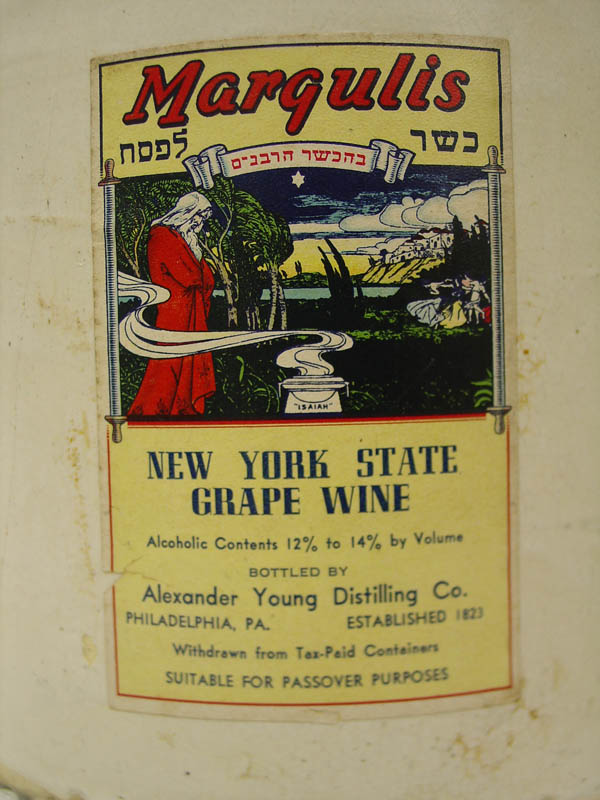 Margulis
כשר לפסח
בהכשר הרבנ־ם
"ISAIAH"
NEW YORK STATE
GRAPE WINE
Alcoholic Contents 12% to 14% by Volume
BOTTLED BY
Alexander Young Distilling Co.
PHILADELPHIA, PA. ESTABLISHED 1823
Withdrawn from Tax-Paid Containers
SUITABLE FOR PASSOVER PURPOSES